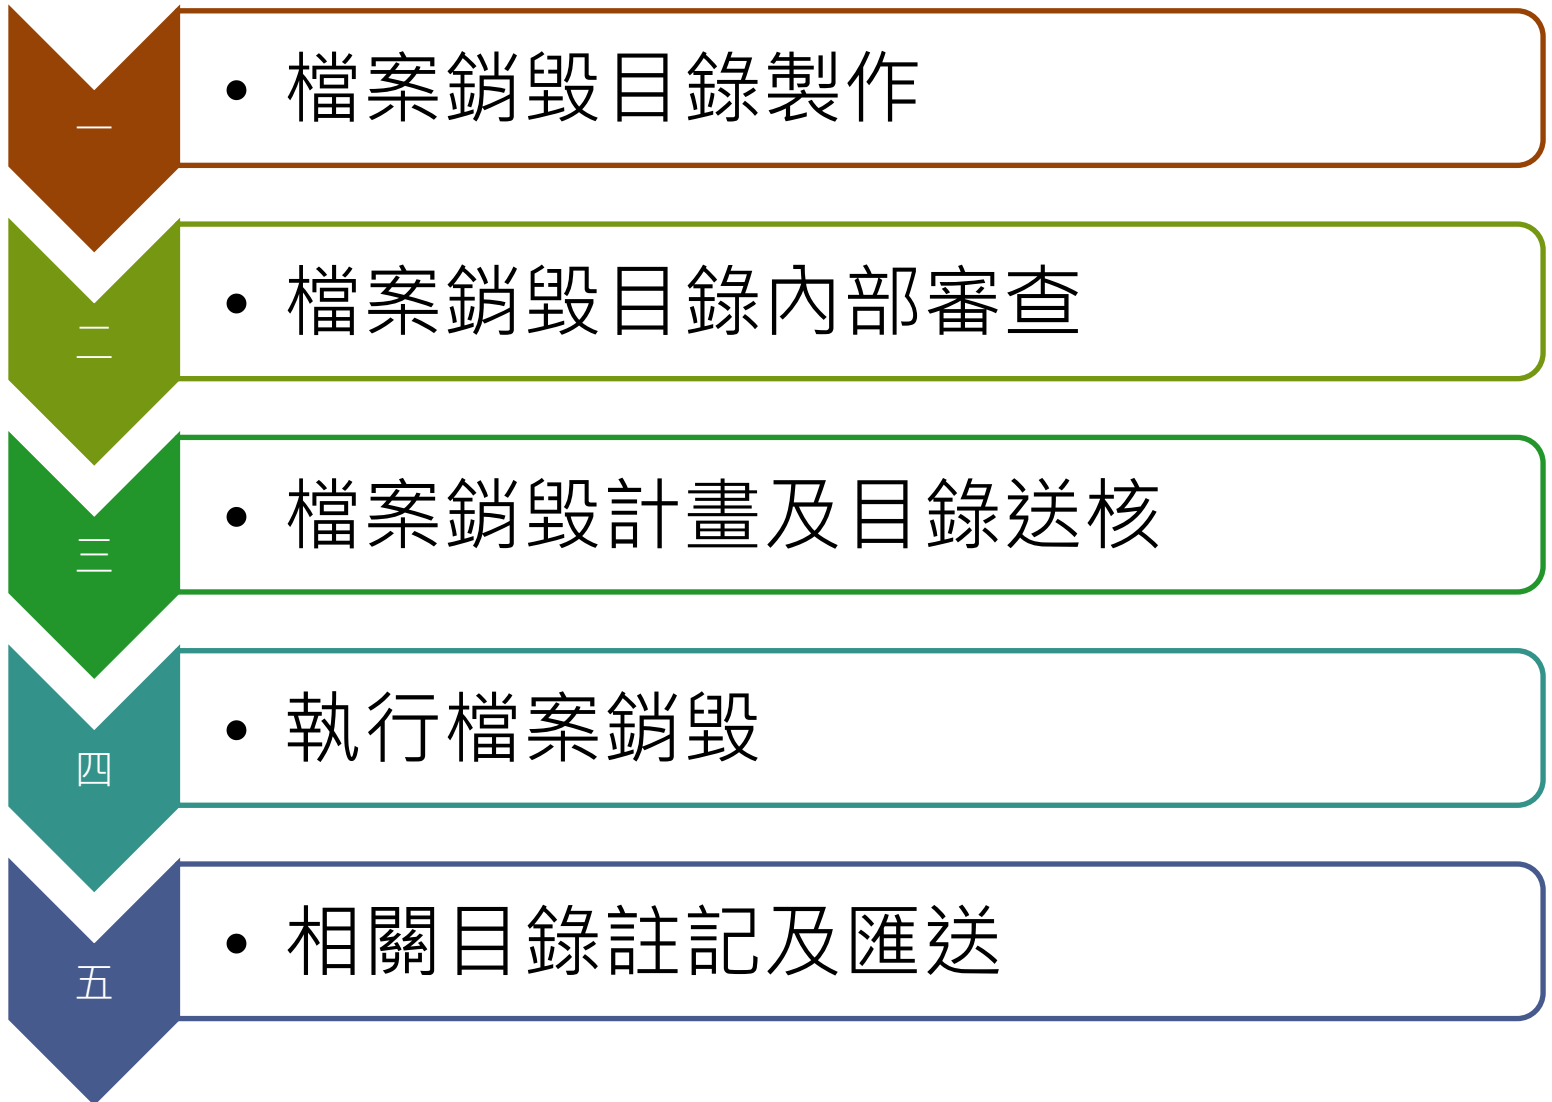 一
• 檔案銷毀目錄製作
二
• 檔案銷毀目錄內部審查
三
• 檔案銷毀計畫及目錄送核
四
• 執行檔案銷毀
五
• 相關目錄註記及匯送